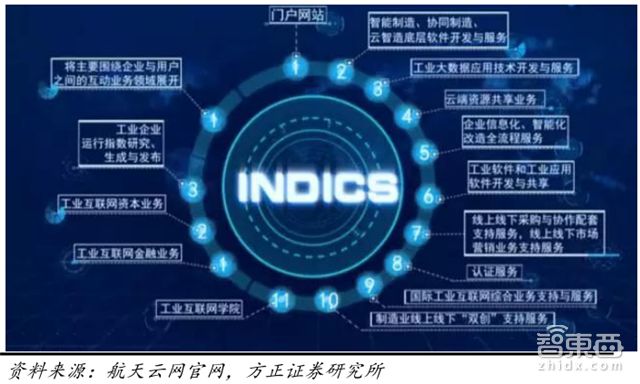 门户网站
1
智能制造、协同制造、
云智造底层软件开发与服务
2
工业大数据应用技术开发与服务
3
云端资源共享业务
4
企业信息化、智能化
改造全流程服务
5
工业软件和工业应用
软件开发与共享
6
线上线下采购与协作配套
支持服务，线上线下市场
营销业务支持服务
7
认证服务
8
国际工业互联网综合业务支持与服务
9
制造业线上线下“双创”支持服务
10
工业互联网学院
11
工业互联网金融业务
1
工业互联网资本业务
2
工业企业
运行指数研究、
生成与发布
3
将主要围绕企业与用户
之间的互动业务领域展开
1
INDICS
智東西
zhidx.com
资料来源：航天云网官网，方正证券研究所